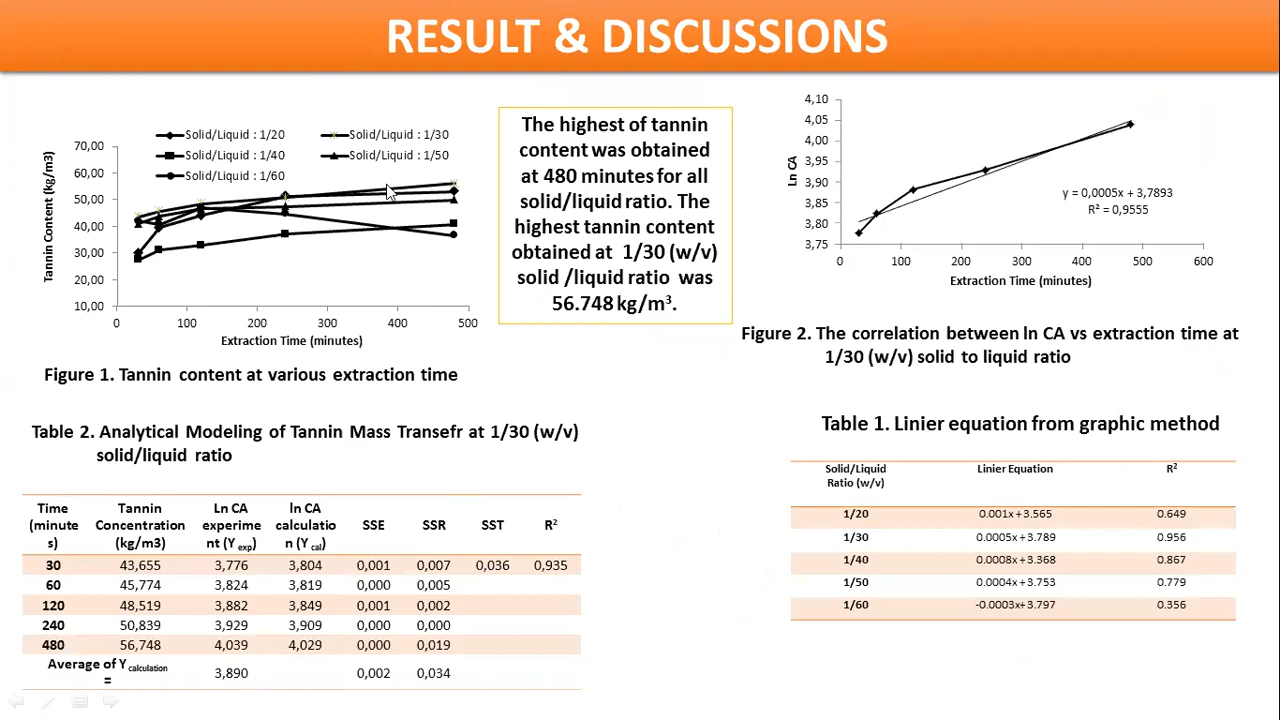 RESULT & DISCUSSIONS
Solid/Liquid : 1/20
Solid/Liquid : 1/30
Solid/Liquid : 1/40
Solid/Liquid : 1/50
Solid/Liquid : 1/60
Tannin Content (kg/m3)
70,00
60,00
50,00
40,00
30,00
20,00
10,00
0 100 200 300 400 500
Extraction Time (minutes)
Figure 1. Tannin content at various extraction time
The highest of tannin
content was obtained
at 480 minutes for all
solid/liquid ratio. The
highest tannin content
obtained at 1/30 (w/v)
solid /liquid ratio was
56.748 kg/m³.
Ln CA
4,10
4,05
4,00
3,95
3,90
3,85
3,80
3,75
y = 0,0005x + 3,7893
R² = 0,9555
0 100 200 300 400 500 600
Extraction Time (minutes)
Figure 2. The correlation between ln CA vs extraction time at
1/30 (w/v) solid to liquid ratio
Table 2. Analytical Modeling of Tannin Mass Transefr at 1/30 (w/v)
solid/liquid ratio
Time (minute s) Tannin Concentration (kg/m3) Ln CA experime nt (Y exp) ln CA calculatio n (Y cal) SSE SSR SST R²
30 43,655 3,776 3,804 0,001 0,007 0,036 0,935
60 45,774 3,824 3,819 0,000 0,005
120 48,519 3,882 3,849 0,001 0,002
240 50,839 3,929 3,909 0,000 0,000
480 56,748 4,039 4,029 0,000 0,019
Average of Y calculation = 3,890 0,002 0,034
Table 1. Linier equation from graphic method
Solid/Liquid Ratio (w/v) Linier Equation R²
1/20 0.001x + 3.565 0.649
1/30 0.0005x + 3.789 0.956
1/40 0.0008x + 3.368 0.867
1/50 0.0004x + 3.753 0.779
1/60 -0.0003x+ 3.797 0.356